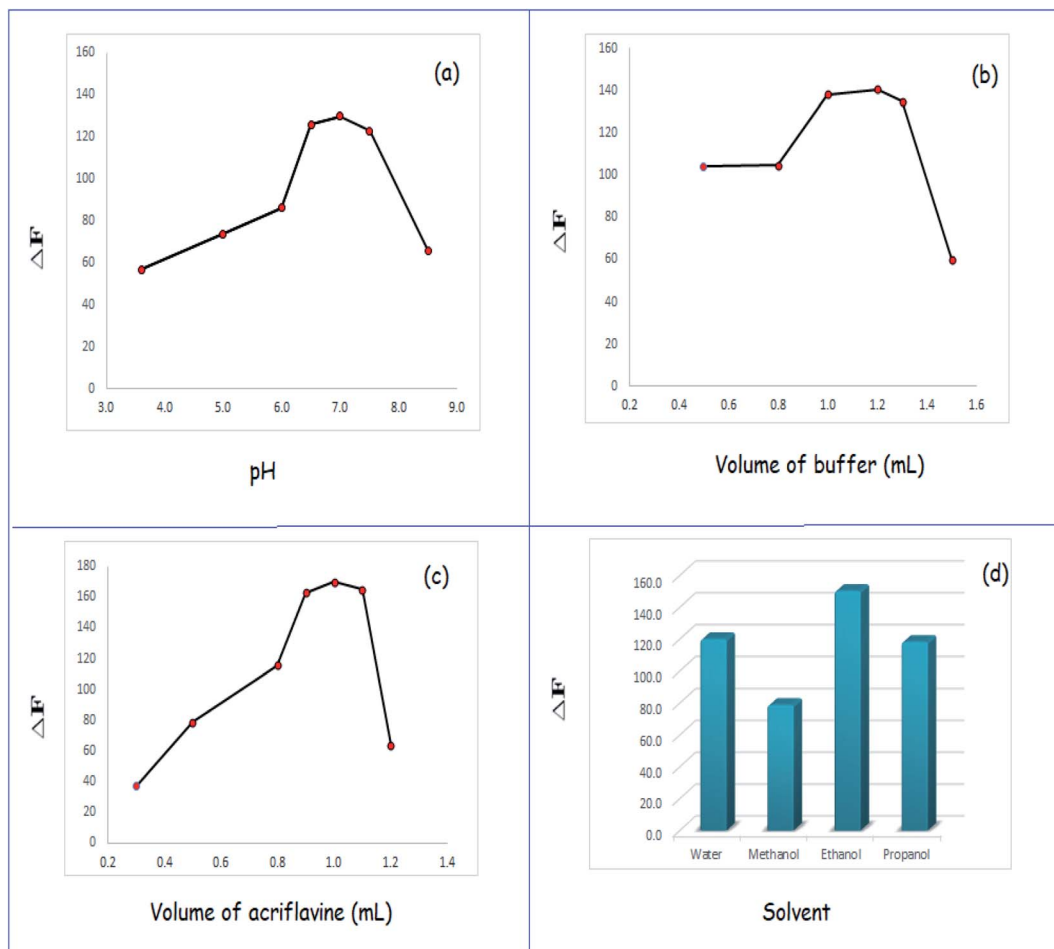 (a)
160
140
120
100
80
60
40
20
0
3.0 4.0 5.0 6.0 7.0 8.0 9.0
△F
pH
(b)
160
140
120
100
80
60
40
20
0
0.2 0.4 0.6 0.8 1.0 1.2 1.4 1.6
△F
Volume of buffer (mL)
(c)
180
160
140
120
100
80
60
40
20
0
0.2 0.4 0.6 0.8 1.0 1.2 1.4
△F
Volume of acriflavine (mL)
(d)
160.0
140.0
120.0
100.0
80.0
60.0
40.0
20.0
0.0
Water Methanol Ethanol Propanol
△F
Solvent